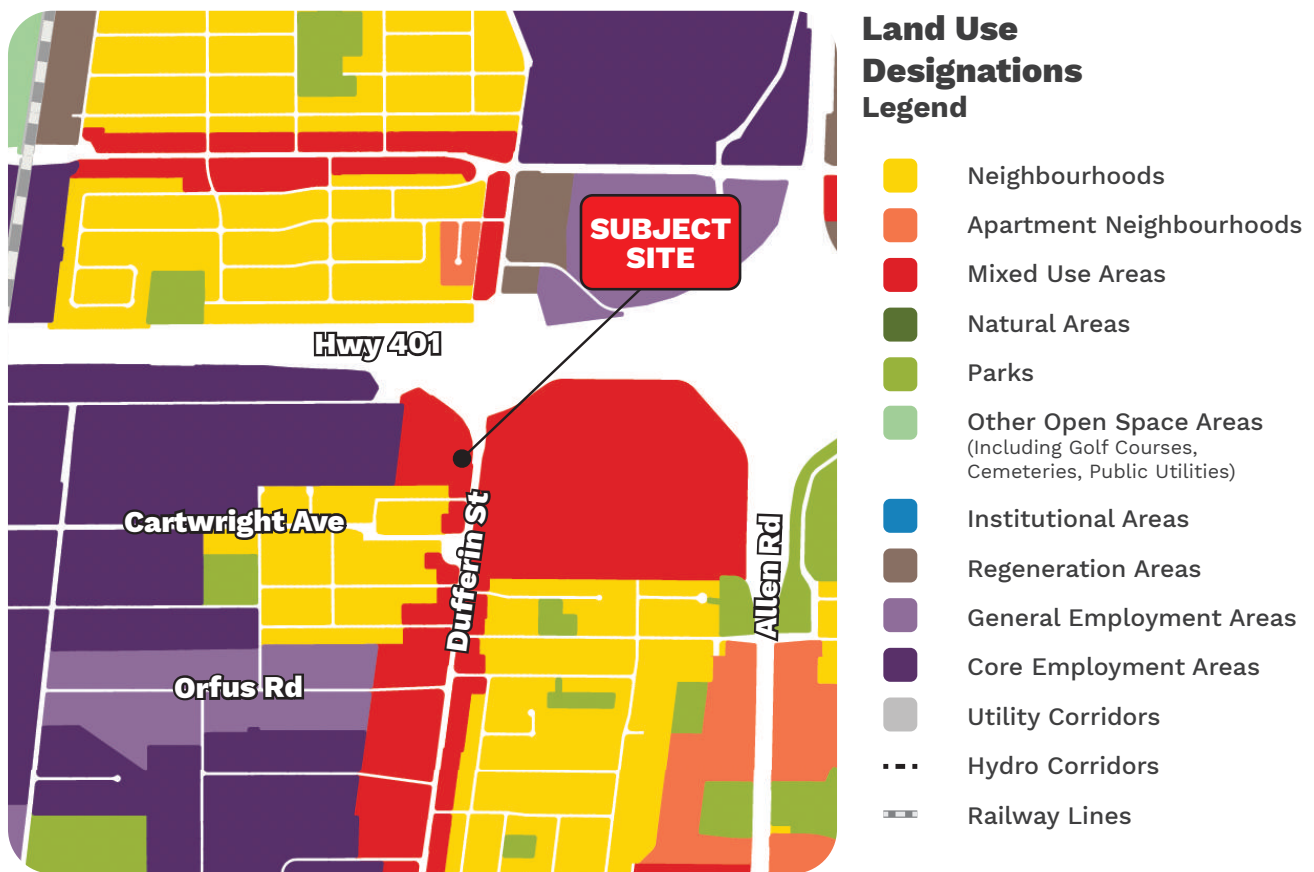 SUBJECT
SITE
Hwy 401
Cartwright Ave
Dufferin St
Allen Rd
Orfus Rd
Land Use
Designations
Legend
Neighbourhoods
Apartment Neighbourhoods
Mixed Use Areas
Natural Areas
Parks
Other Open Space Areas
(Including Golf Courses,
Cemeteries, Public Utilities)
Institutional Areas
Regeneration Areas
General Employment Areas
Core Employment Areas
Utility Corridors
Hydro Corridors
Railway Lines